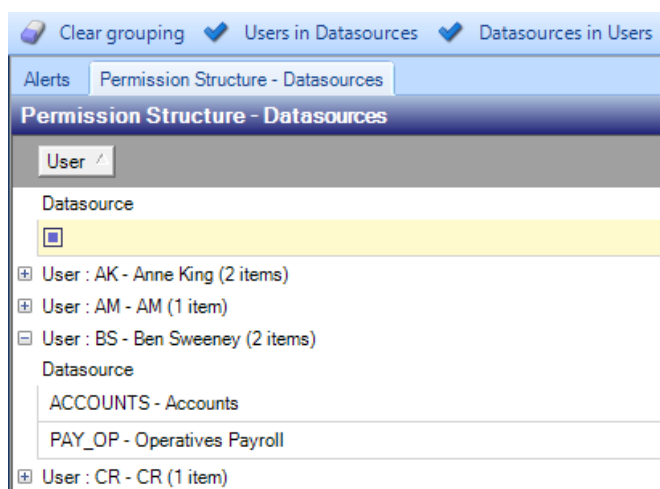 Clear grouping Users in Datasources Datasources in Users
Alerts Permission Structure - Datasources
Permission Structure - Datasources
User
Datasource
User : AK - Anne King (2 items)
User : AM - AM (1 item)
User : BS - Ben Sweeney (2 items)
Datasource
ACCOUNTS - Accounts
PAY_OP - Operatives Payroll
User : CR - CR (1 item)